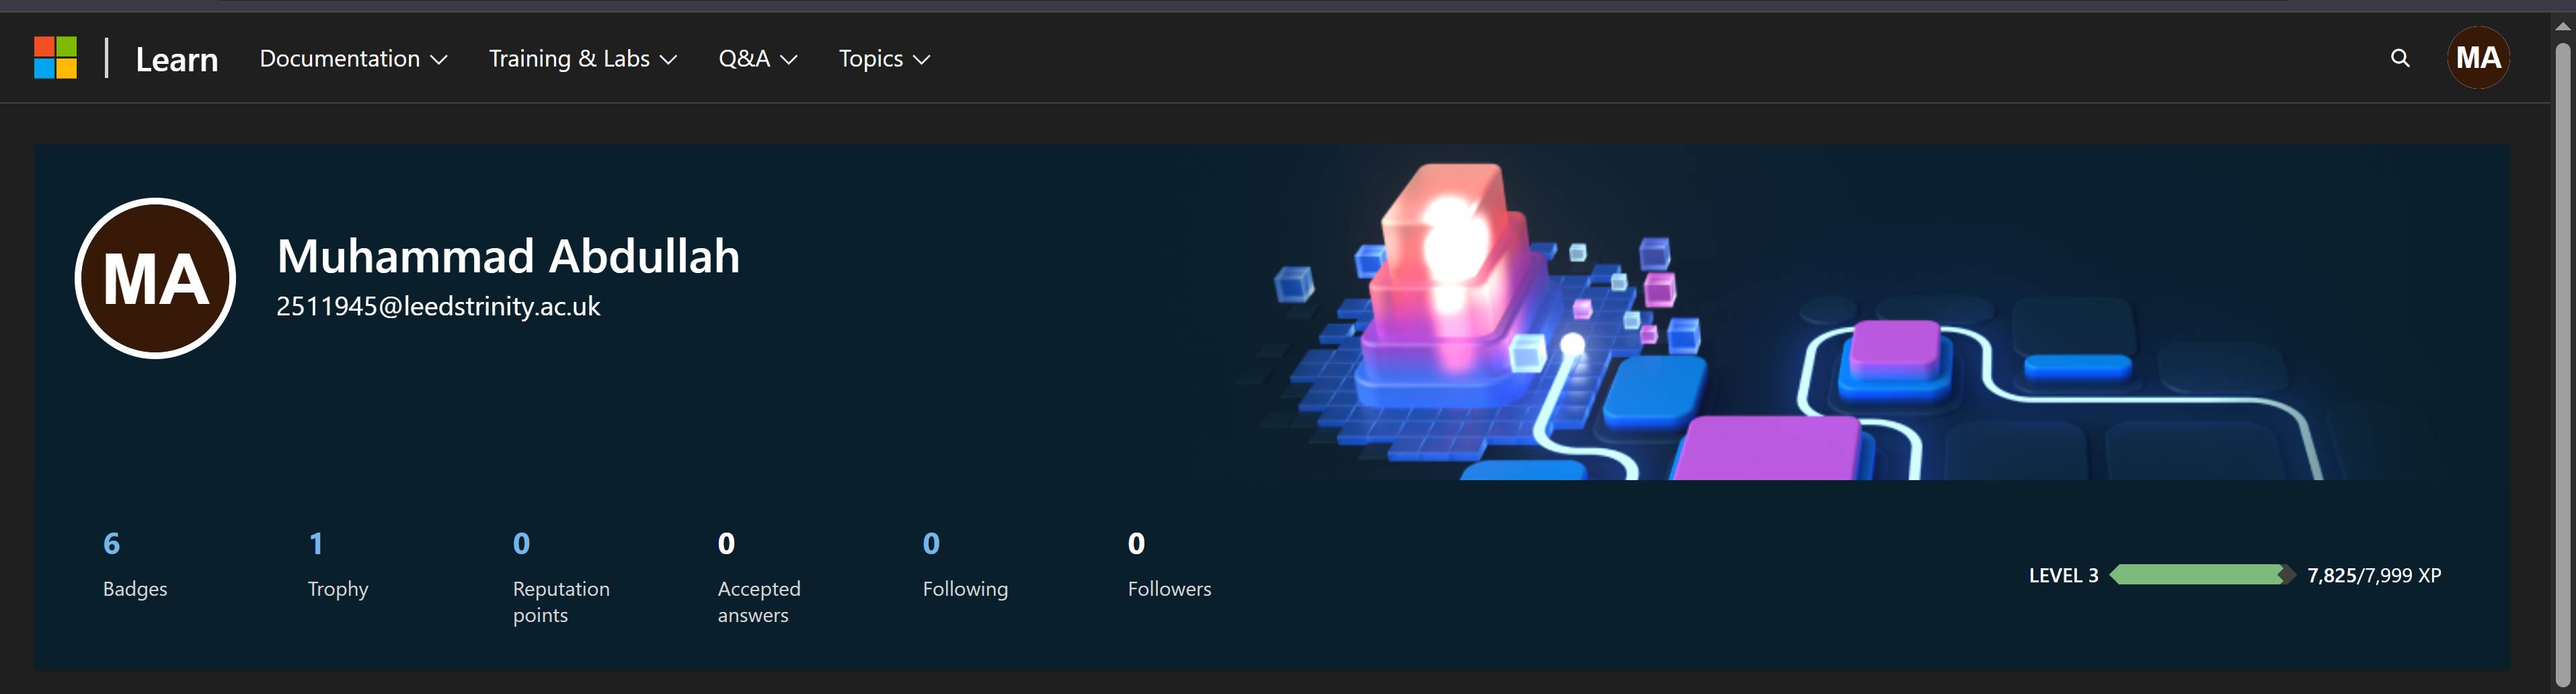 Learn Documentation Training & Labs Q&A Topics MA
MA
Muhammad Abdullah
2511945@leedstrinity.ac.uk
6 1 0 0 0 0
Badges Trophy Reputation points Accepted answers Following Followers
LEVEL 3 7,825/7,999 XP